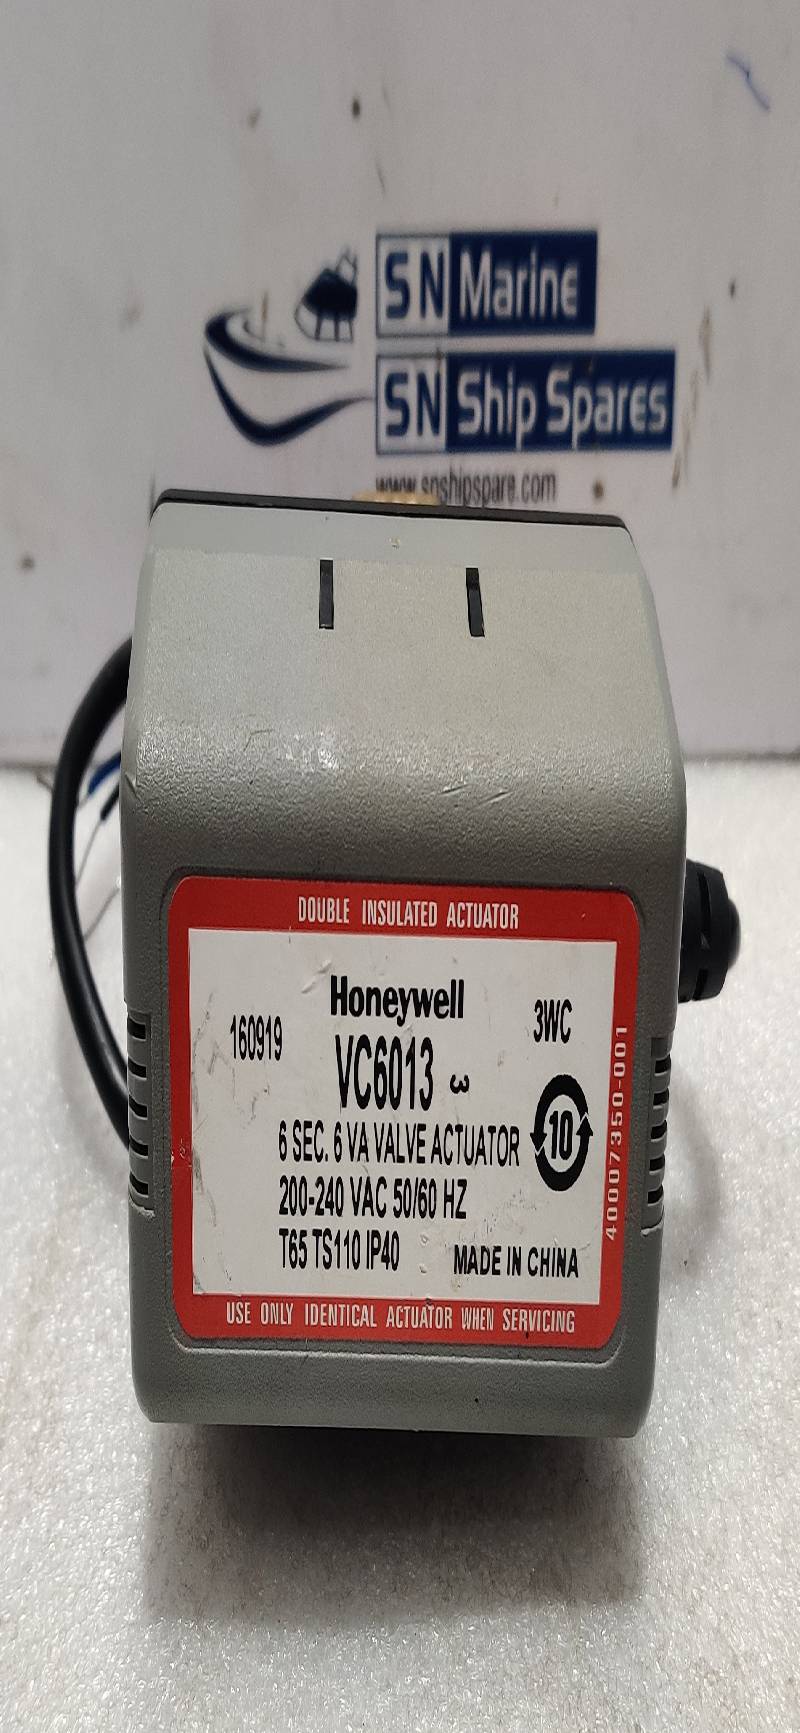 SN Marine
SN Ship Spares
www.snshipspare.com
DOUBLE INSULATED ACTUATOR
Honeywell
160919
3WC
VC6013 3
10
6 SEC. 6 VA VALVE ACTUATOR
200-240 VAC 50/60 HZ
T65 TS110 IP40
MADE IN CHINA
40007350-001
USE ONLY IDENTICAL ACTUATOR WHEN SERVICING